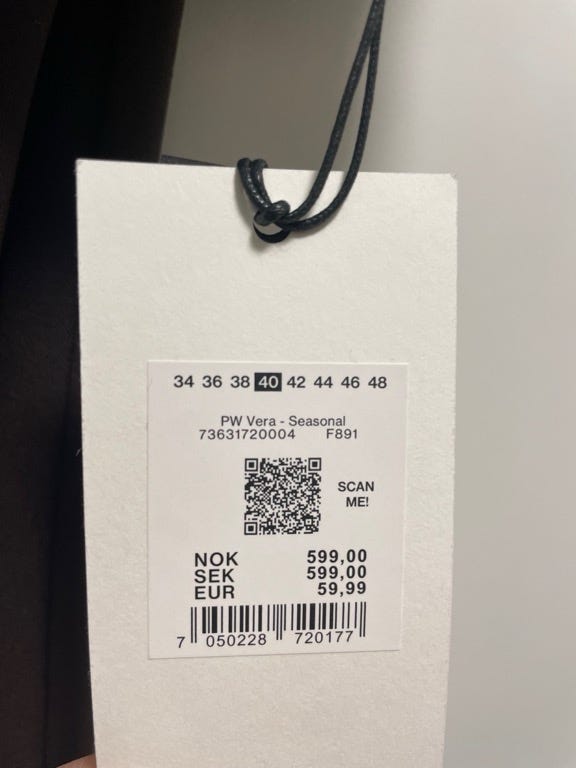 34 36 38 40 42 44 46 48
PW Vera - Seasonal
73631720004 F891
SCAN
ME!
NOK 599,00
SEK 599,00
EUR 59,99
7 050228 720177